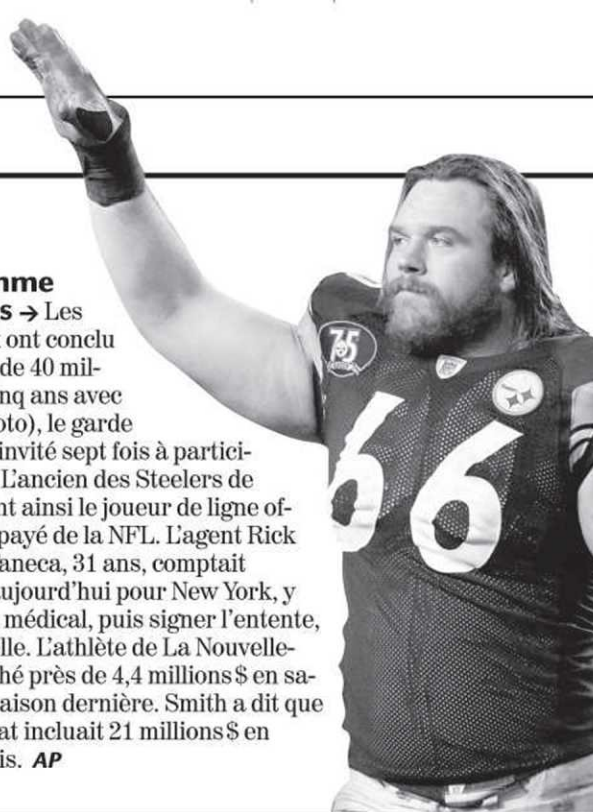 nme
s → Les
ont conclu
de 40 mil-
nq ans avec
oto), le garde
invité sept fois à partici-
L'ancien des Steelers de
nt ainsi le joueur de ligne of-
payé de la NFL. L'agent Rick
aneca, 31 ans, comptait
ujourd'hui pour New York, y
médical, puis signer l'entente,
lle. L'athlète de La Nouvelle-
hé près de 4,4 millions $ en sa-
aison dernière. Smith a dit que
at incluait 21 millions $ en
is. AP
75
66